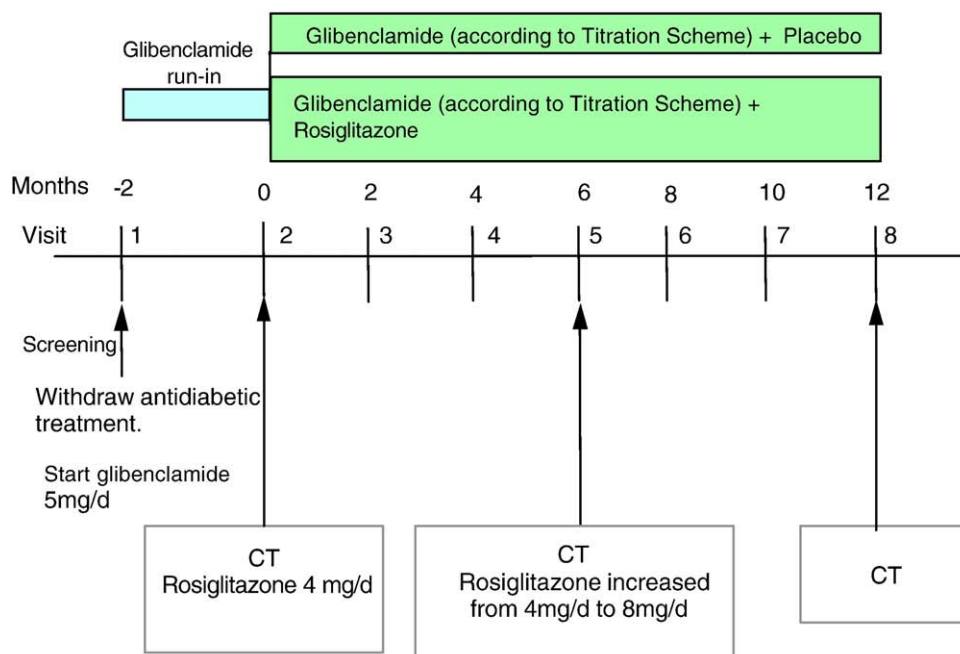 Glibenclamide (according to Titration Scheme) + Placebo
Glibenclamide
run-in
Glibenclamide (according to Titration Scheme) +
Rosiglitazone
Months -2 0 2 4 6 8 10 12
Visit 1 2 3 4 5 6 7 8
Screening
Withdraw antidiabetic
treatment.
Start glibenclamide
5mg/d
CT
Rosiglitazone 4 mg/d
CT
Rosiglitazone increased
from 4mg/d to 8mg/d
CT